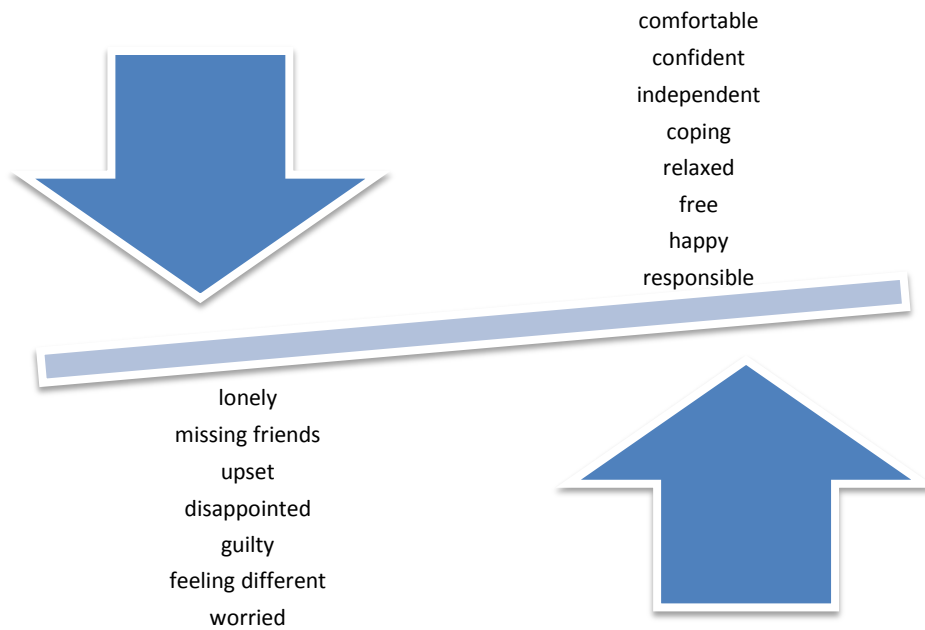 comfortable
confident
independent
coping
relaxed
free
happy
responsible
lonely
missing friends
upset
disappointed
guilty
feeling different
worried